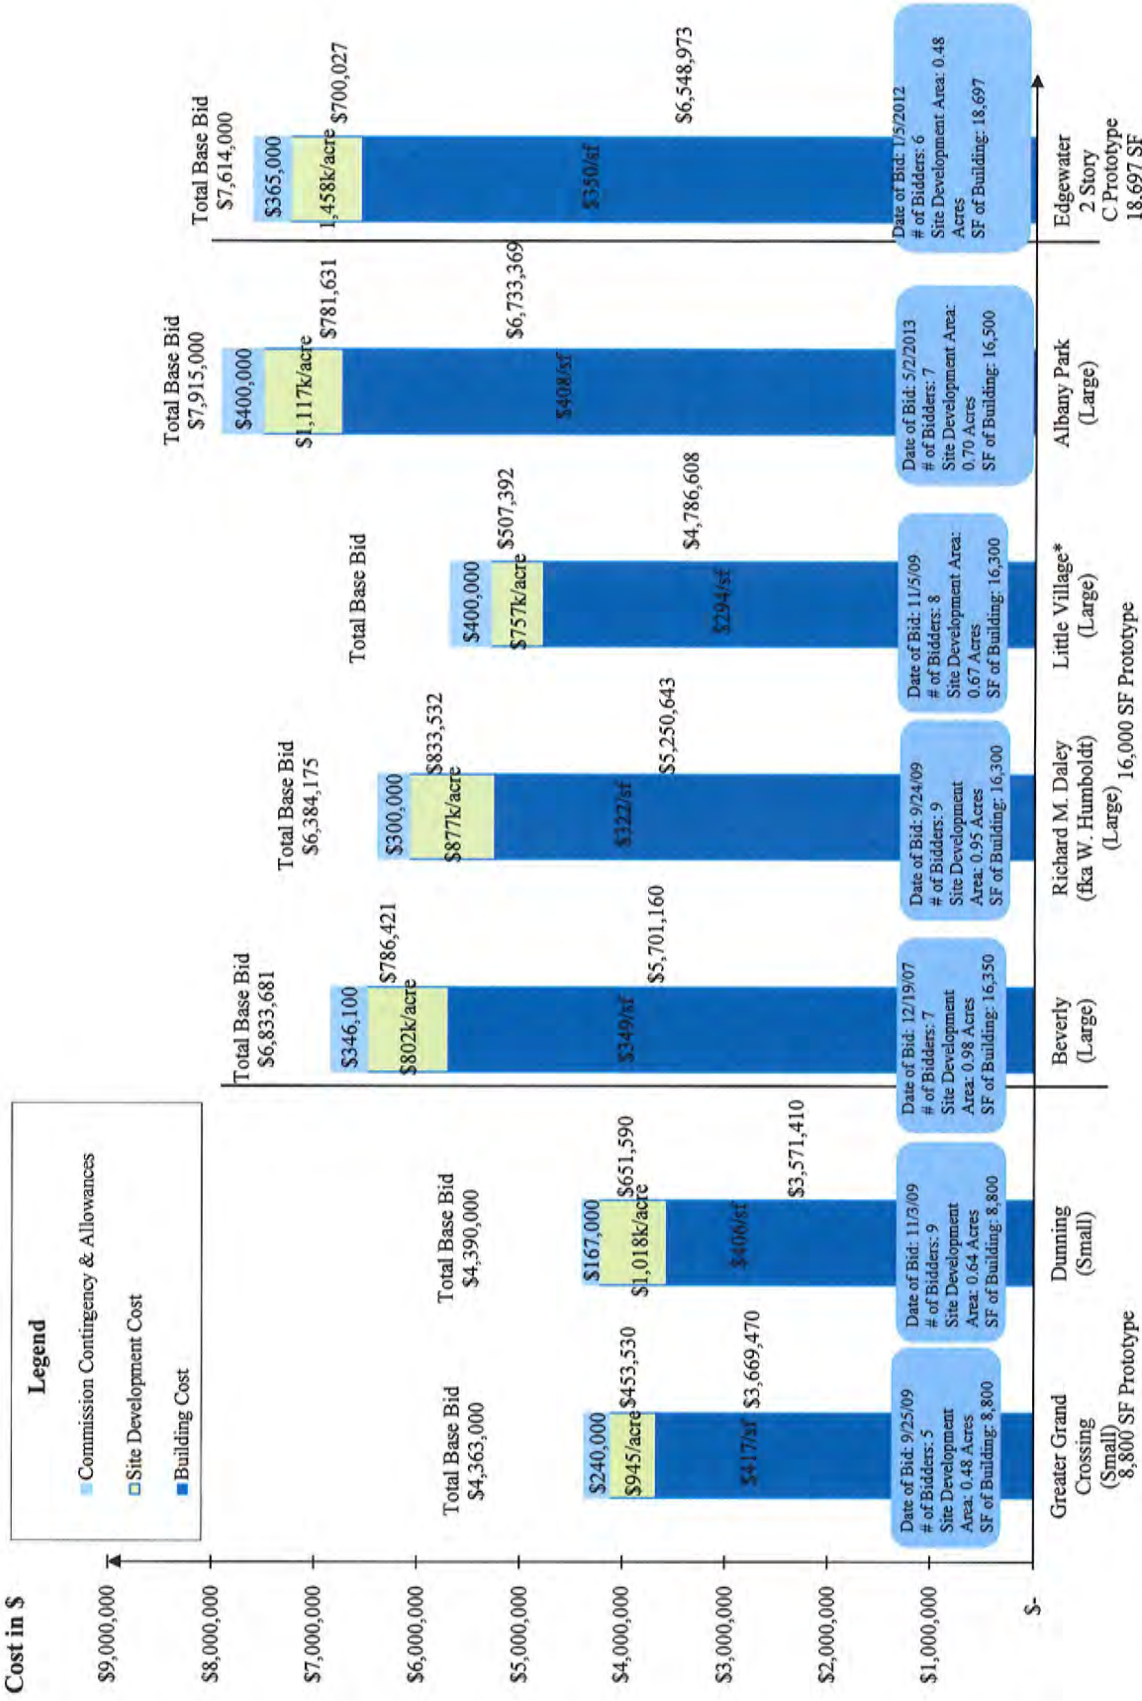 Cost in $
$9,000,000
$8,000,000
$7,000,000
$6,000,000
$5,000,000
$4,000,000
$3,000,000
$2,000,000
$1,000,000
$-
Legend
Commission Contingency & Allowances
Site Development Cost
Building Cost
Total Base Bid
$4,363,000
$240,000
$945/acre
$453,530
$417/sf
$3,669,470
Date of Bid: 9/25/09
# of Bidders: 5
Site Development
Area: 0.48 Acres
SF of Building: 8,800
Greater Grand
Crossing
(Small)
Total Base Bid
$4,390,000
$167,000
$1,018k/acre
$651,590
$406/sf
$3,571,410
Date of Bid: 11/3/09
# of Bidders: 9
Site Development
Area: 0.64 Acres
SF of Building: 8,800
Dunning
(Small)
8,800 SF Prototype
Total Base Bid
$6,833,681
$346,100
$802k/acre
$786,421
$349/sf
$5,701,160
Date of Bid: 12/19/07
# of Bidders: 7
Site Development
Area: 0.98 Acres
SF of Building: 16,350
Beverly
(Large)
Total Base Bid
$6,384,175
$300,000
$877k/acre
$833,532
$322/sf
$5,250,643
Date of Bid: 9/24/09
# of Bidders: 9
Site Development
Area: 0.95 Acres
SF of Building: 16,300
Richard M. Daley
(fka W. Humboldt)
(Large)
Total Base Bid
$400,000
$757k/acre
$507,392
$294/sf
$4,786,608
Date of Bid: 11/5/09
# of Bidders: 8
Site Development Area:
0.67 Acres
SF of Building: 16,300
Little Village*
(Large)
16,000 SF Prototype
Total Base Bid
$7,915,000
$400,000
$1,117k/acre
$781,631
$408/sf
$6,733,369
Date of Bid: 5/2/2013
# of Bidders: 7
Site Development Area:
0.70 Acres
SF of Building: 16,500
Albany Park
(Large)
Total Base Bid
$7,614,000
$365,000
1,458k/acre
$700,027
$350/sf
$6,548,973
Date of Bid: 1/5/2012
# of Bidders: 6
Site Development Area: 0.48
Acres
SF of Building: 18,697
Edgewater
2 Story
C Prototype
18,697 SF